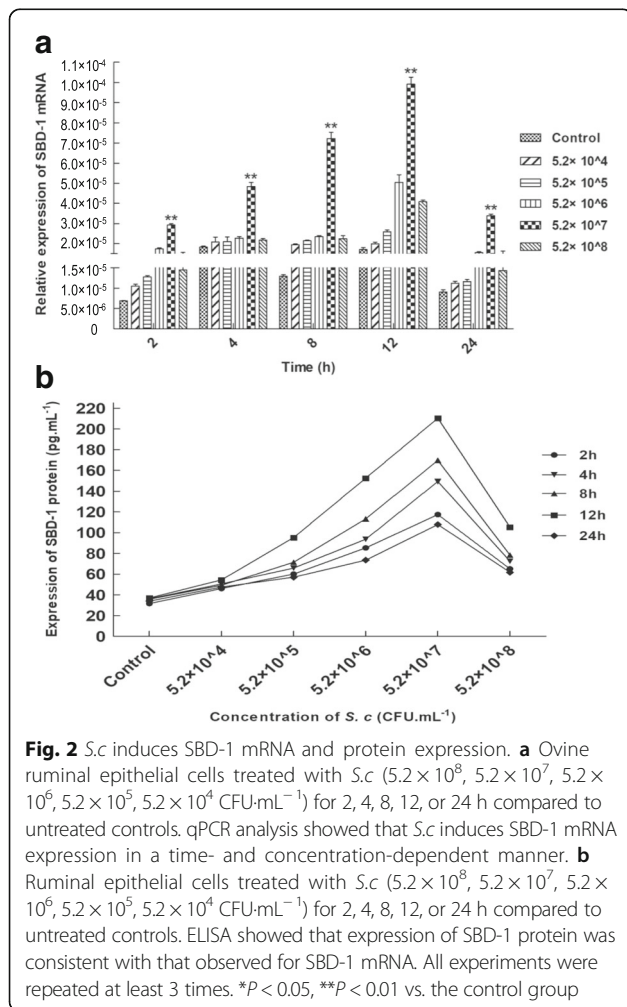 a
Relative expression of SBD-1 mRNA
1.1×10⁻⁴
1.0×10⁻⁴
9.0×10⁻⁵
8.0×10⁻⁵
7.0×10⁻⁵
6.0×10⁻⁵
5.0×10⁻⁵
4.0×10⁻⁵
3.0×10⁻⁵
2.0×10⁻⁵
1.5×10⁻⁵
1.0×10⁻⁵
5.0×10⁻⁶
0
**
**
**
**
**
2
4
8
12
24
Time (h)
Control
5.2× 10^4
5.2× 10^5
5.2× 10^6
5.2× 10^7
5.2× 10^8
b
Expression of SBD-1 protein (pg.mL⁻¹)
220
200
180
160
140
120
100
80
60
40
20
0
Control
5.2×10^4
5.2×10^5
5.2×10^6
5.2×10^7
5.2×10^8
Concentration of S. c (CFU.mL⁻¹)
2h
4h
8h
12h
24h
Fig. 2 S.c induces SBD-1 mRNA and protein expression. a Ovine
ruminal epithelial cells treated with S.c (5.2 × 10⁸, 5.2 × 10⁷, 5.2 ×
10⁶, 5.2 × 10⁵, 5.2 × 10⁴ CFU·mL⁻¹) for 2, 4, 8, 12, or 24 h compared to
untreated controls. qPCR analysis showed that S.c induces SBD-1 mRNA
expression in a time- and concentration-dependent manner. b
Ruminal epithelial cells treated with S.c (5.2 × 10⁸, 5.2 × 10⁷, 5.2 ×
10⁶, 5.2 × 10⁵, 5.2 × 10⁴ CFU·mL⁻¹) for 2, 4, 8, 12, or 24 h compared to
untreated controls. ELISA showed that expression of SBD-1 protein was
consistent with that observed for SBD-1 mRNA. All experiments were
repeated at least 3 times. *P < 0.05, **P < 0.01 vs. the control group